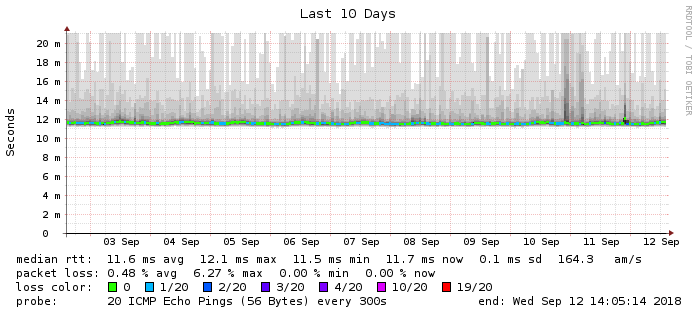 Last 10 Days
RRDTOOL / TOBI OETIKER
Seconds
20 m
18 m
16 m
14 m
12 m
10 m
8 m
6 m
4 m
2 m
0
03 Sep 04 Sep 05 Sep 06 Sep 07 Sep 08 Sep 09 Sep 10 Sep 11 Sep 12 Sep
median rtt: 11.6 ms avg 12.1 ms max 11.5 ms min 11.7 ms now 0.1 ms sd 164.3 am/s
packet loss: 0.48 % avg 6.27 % max 0.00 % min 0.00 % now
loss color: 0 1/20 2/20 3/20 4/20 10/20 19/20
probe: 20 ICMP Echo Pings (56 Bytes) every 300s end: Wed Sep 12 14:05:14 2018